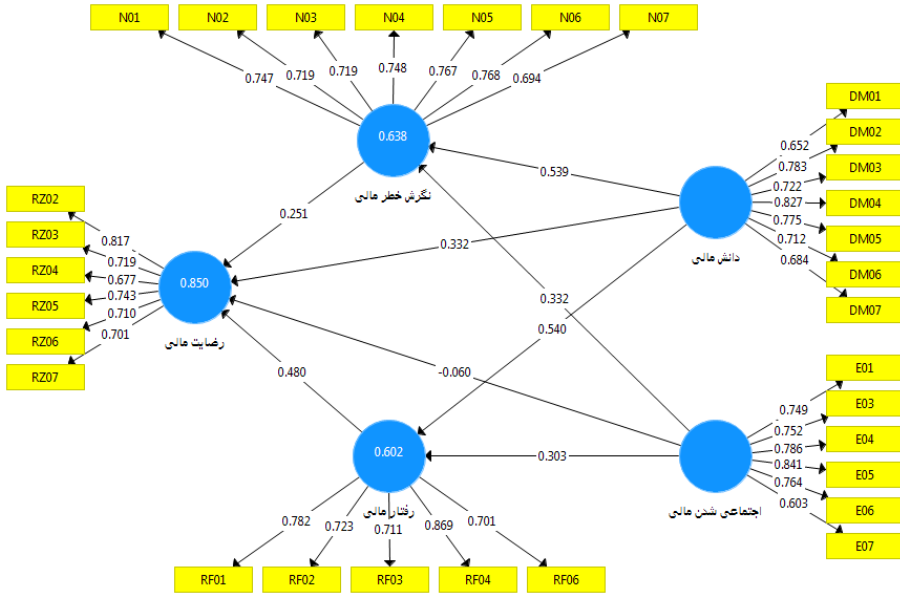 N01 N02 N03 N04 N05 N06 N07
0.747 0.719 0.719 0.748 0.767 0.768 0.694
0.638
نگرش خطر مالی
DM01
DM02
DM03
DM04
DM05
DM06
DM07
0.652
0.783
0.722
0.827
0.775
0.712
0.684
دانش مالی
0.539
0.251
0.332
0.332
0.540
-0.060
0.480
0.303
RZ02
RZ03
RZ04
RZ05
RZ06
RZ07
0.817
0.719
0.677
0.743
0.710
0.701
0.850
رضایت مالی
E01
E03
E04
E05
E06
E07
0.749
0.752
0.786
0.841
0.764
0.603
اجتماعی شدن مالی
0.602
رفتار مالی
0.782 0.723 0.711 0.869 0.701
RF01 RF02 RF03 RF04 RF06